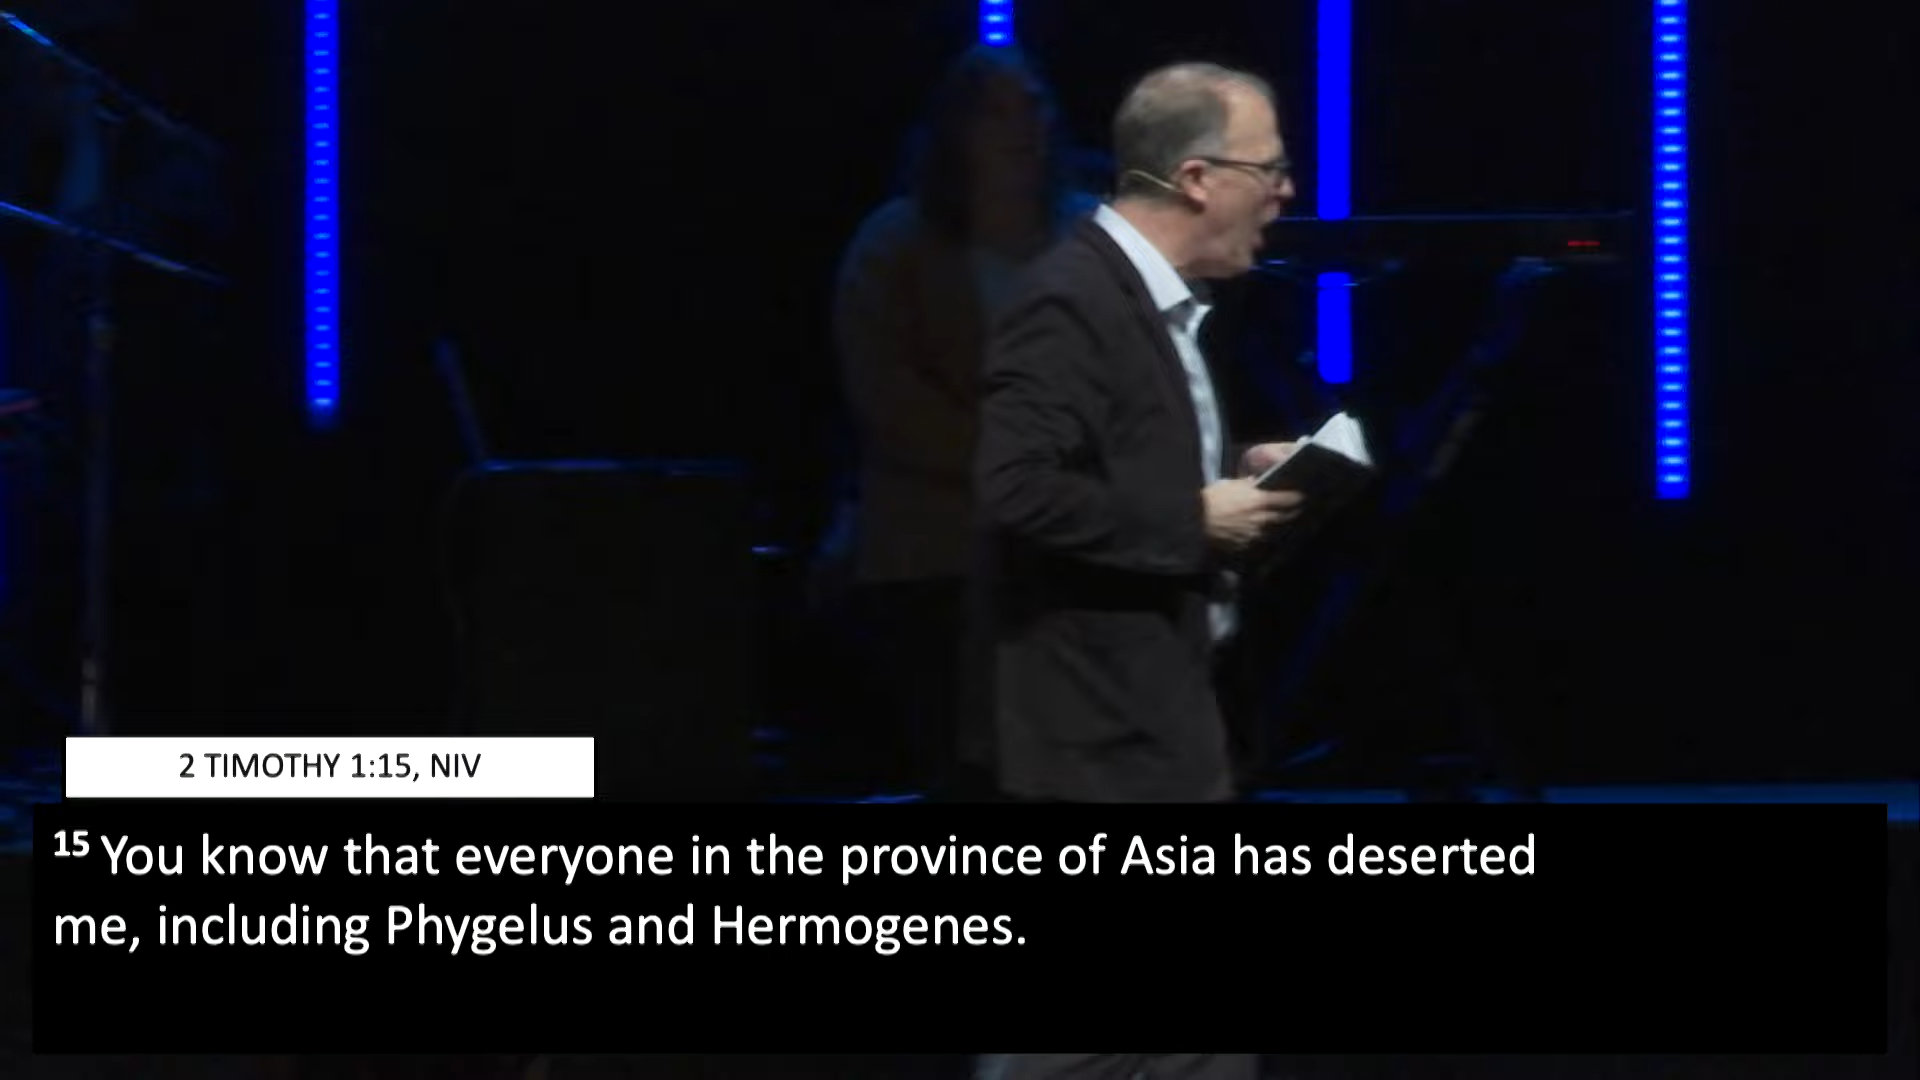 2 TIMOTHY 1:15, NIV
15 You know that everyone in the province of Asia has deserted
me, including Phygelus and Hermogenes.